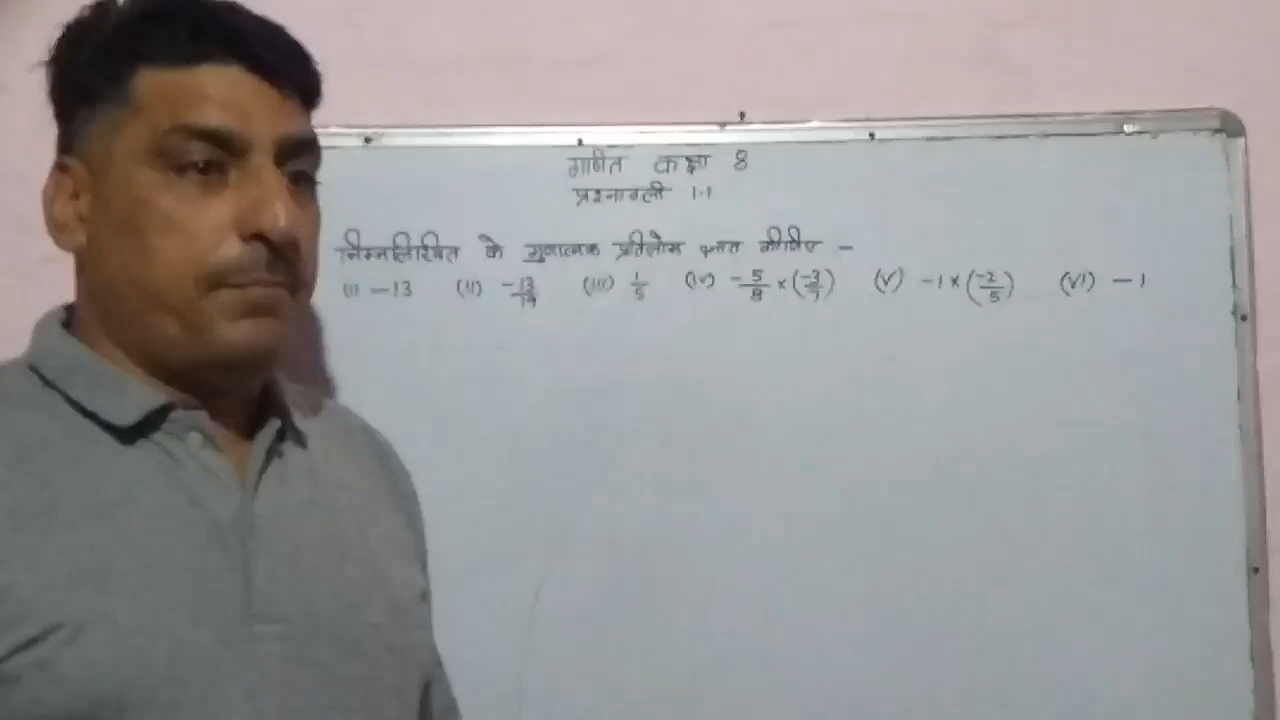 गणित कक्षा 8
प्रश्नावली 1.1
निम्नलिखित के गुणात्मक प्रतिलोम ज्ञात कीजिए -
(i) -13 (ii) -13/19 (iii) 1/5 (iv) -5/8 × (-3/7) (v) -1 × (-2/5) (vi) -1